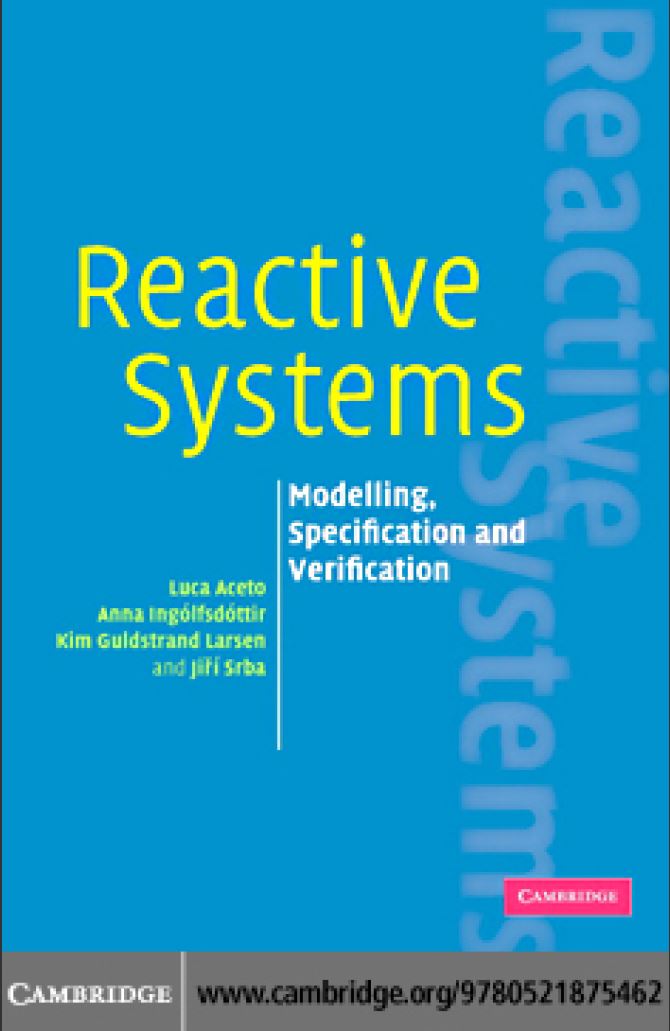 Reactive
Systems
Reactive
Systems
Modelling,
Specification and
Verification
Luca Aceto
Anna Ingólfsdóttir
Kim Guldstrand Larsen
and Jiří Srba
CAMBRIDGE
CAMBRIDGE
www.cambridge.org/9780521875462